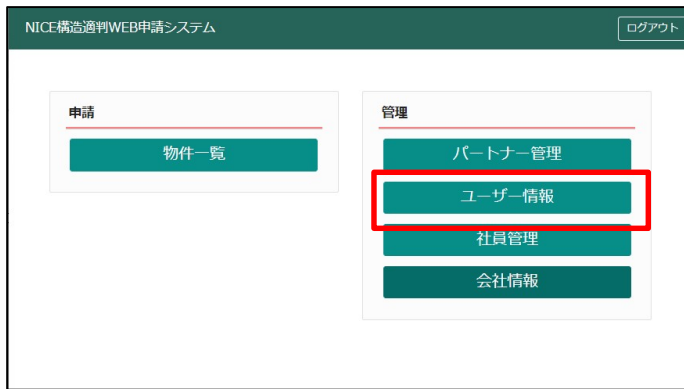 NICE構造適判WEB申請システム
ログアウト
申請
物件一覧
管理
パートナー管理
ユーザー情報
社員管理
会社情報